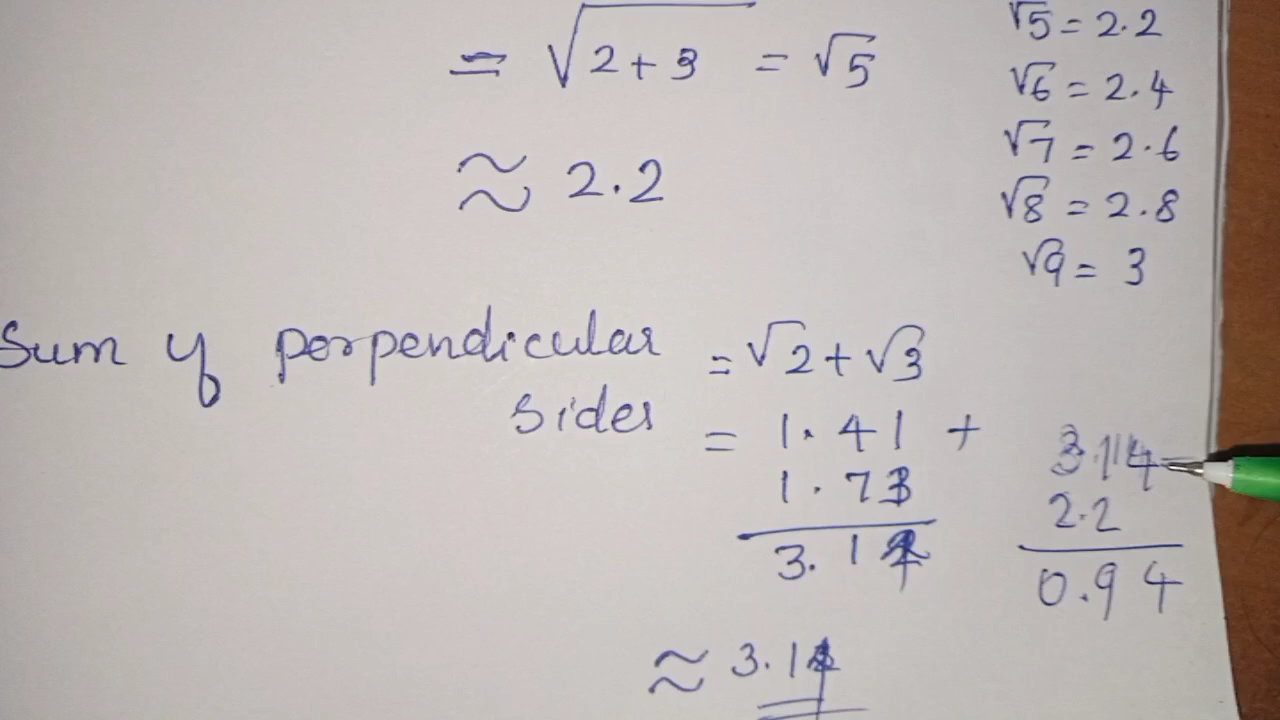 = √2+3 = √5
≈ 2.2
√5 = 2.2
√6 = 2.4
√7 = 2.6
√8 = 2.8
√9 = 3
Sum of perpendicular = √2 + √3
sides = 1.41 +
1.73
3.14
≈ 3.14
3.14 -
2.2
0.94